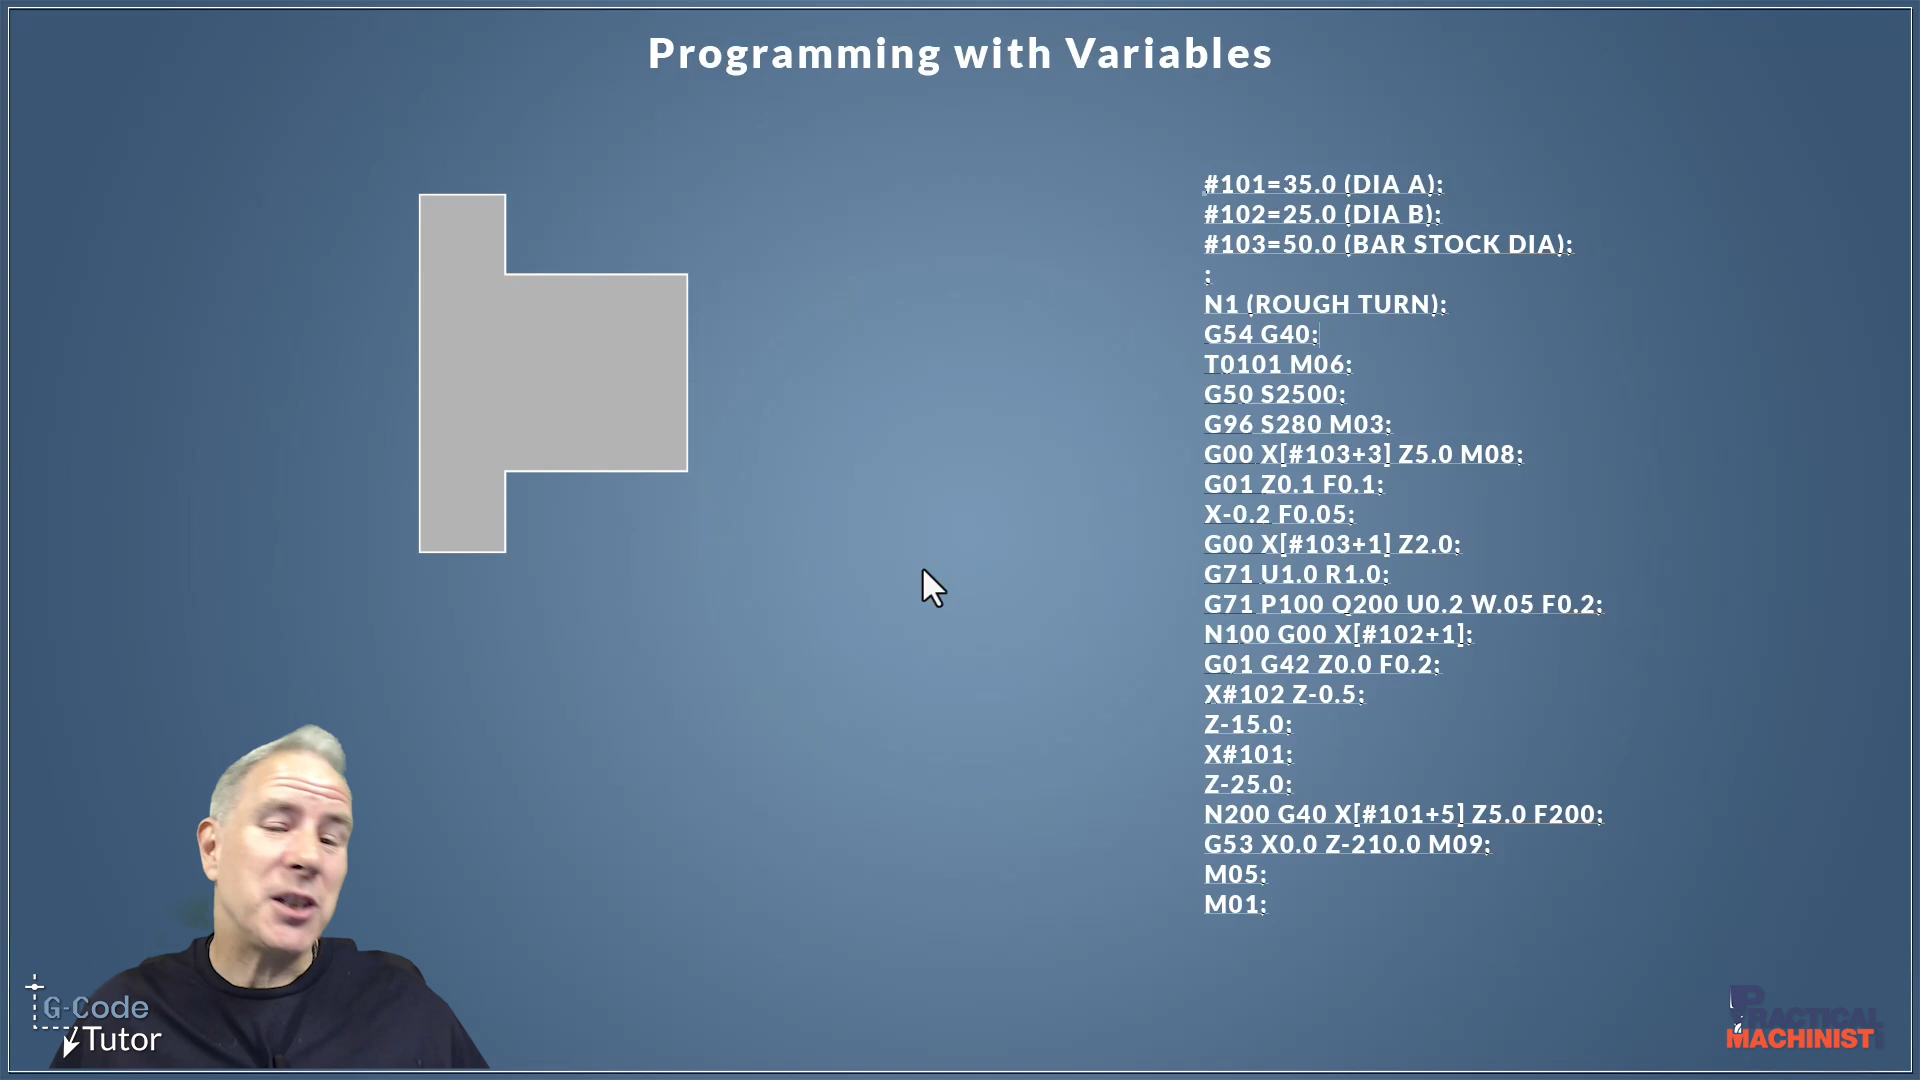 Programming with Variables
#101=35.0 (DIA A);
#102=25.0 (DIA B);
#103=50.0 (BAR STOCK DIA);
;
N1 (ROUGH TURN);
G54 G40;
T0101 M06;
G50 S2500;
G96 S280 M03;
G00 X[#103+3] Z5.0 M08;
G01 Z0.1 F0.1;
X-0.2 F0.05;
G00 X[#103+1] Z2.0;
G71 U1.0 R1.0;
G71 P100 Q200 U0.2 W.05 F0.2;
N100 G00 X[#102+1];
G01 G42 Z0.0 F0.2;
X#102 Z-0.5;
Z-15.0;
X#101;
Z-25.0;
N200 G40 X[#101+5] Z5.0 F200;
G53 X0.0 Z-210.0 M09;
M05;
M01;
G-Code
Tutor
PRACTICAL
MACHINIST